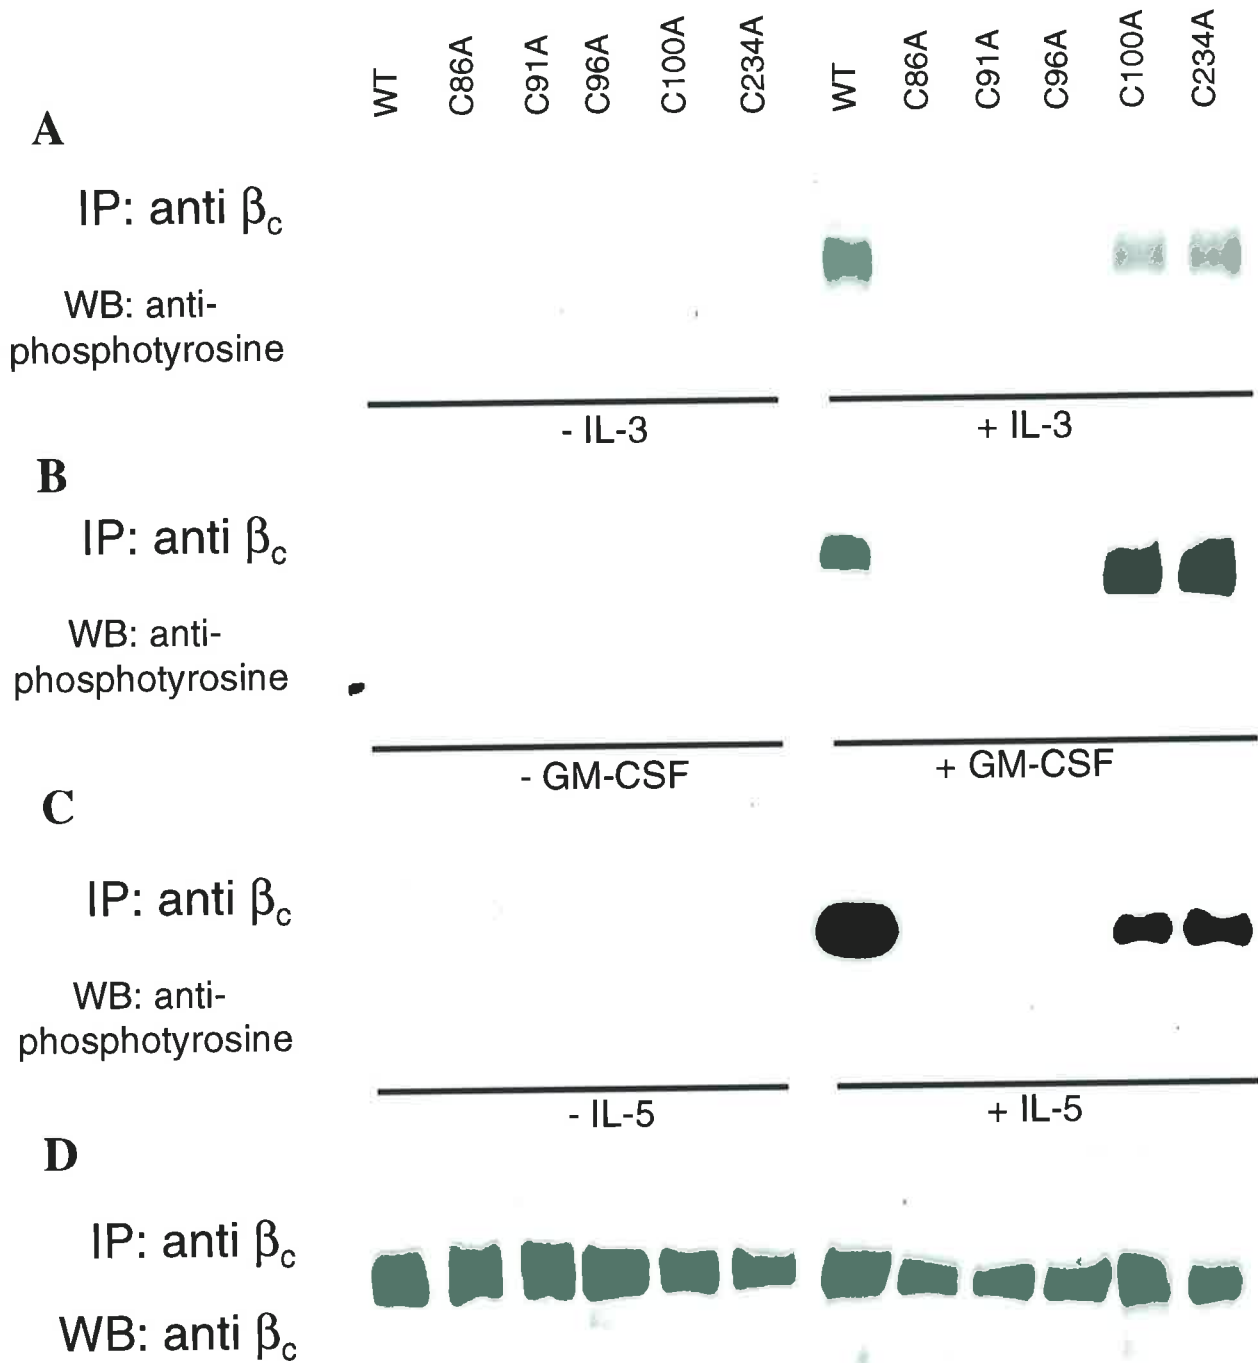 WT C86A C91A C96A C100A C234A WT C86A C91A C96A C100A C234A
A
IP: anti βc
WB: anti-
phosphotyrosine
- IL-3 + IL-3
B
IP: anti βc
WB: anti-
phosphotyrosine
- GM-CSF + GM-CSF
C
IP: anti βc
WB: anti-
phosphotyrosine
- IL-5 + IL-5
D
IP: anti βc
WB: anti βc